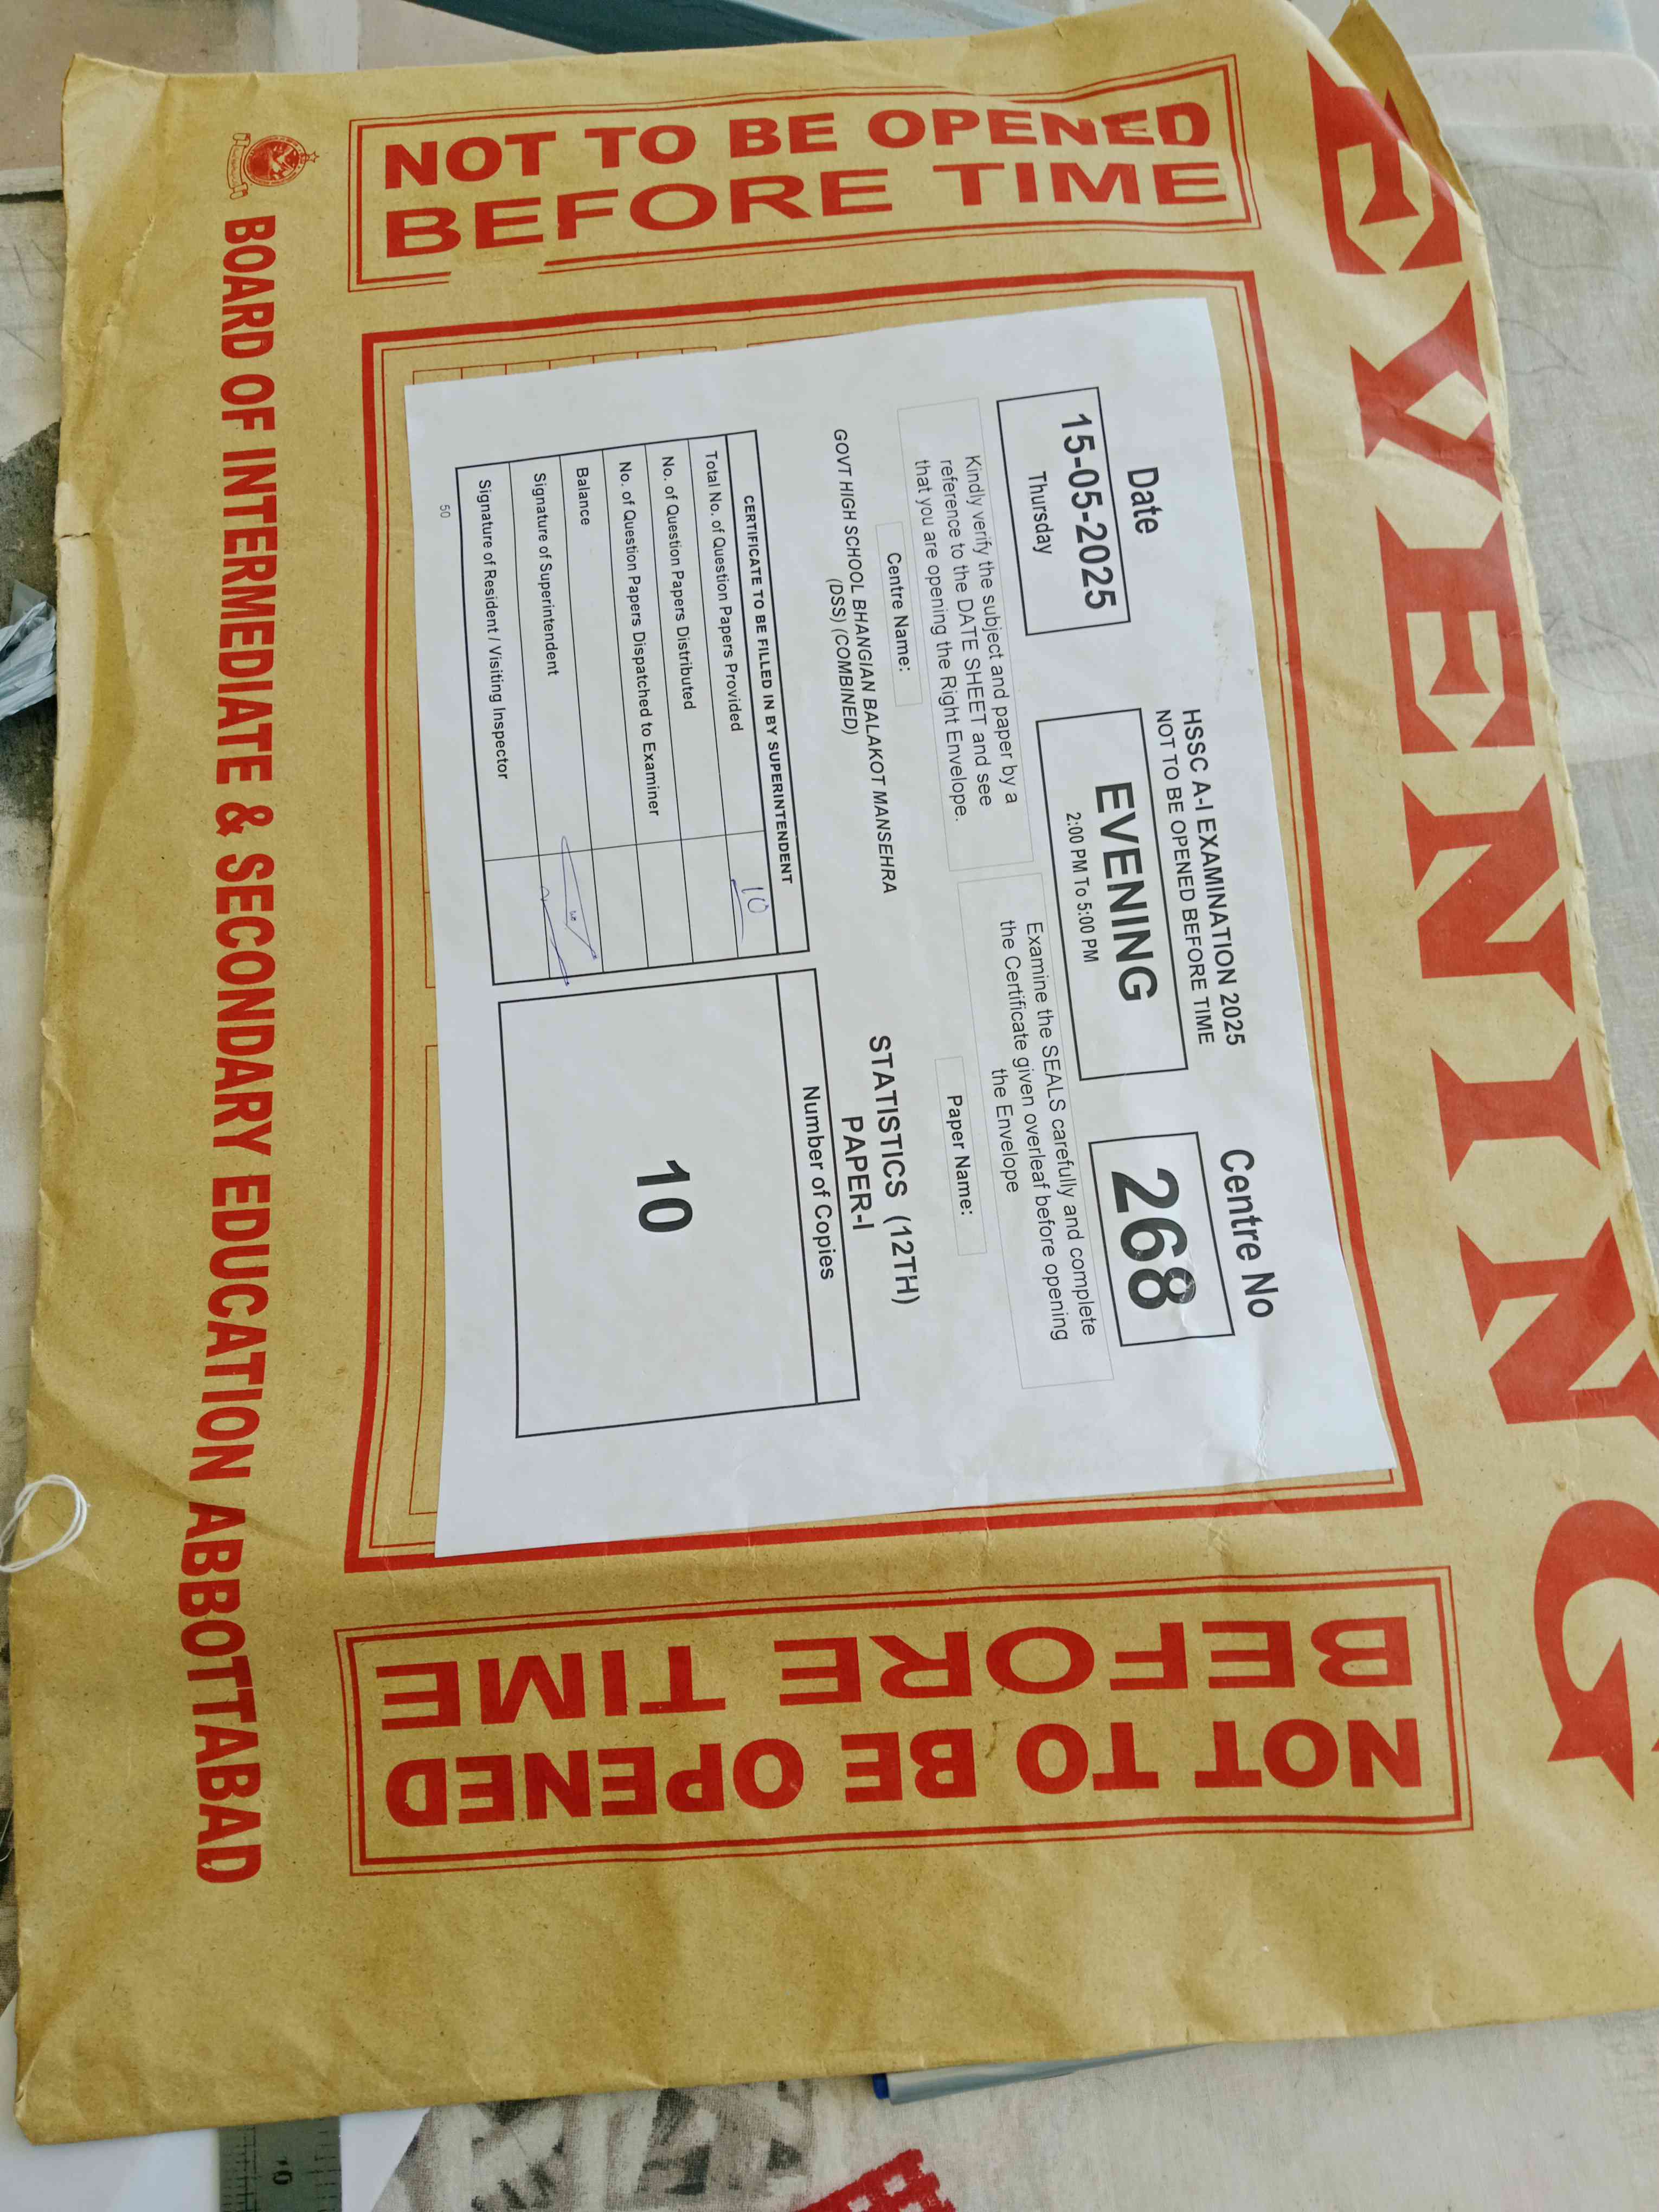 EVENING
NOT TO BE OPENED
BEFORE TIME
Date
15-05-2025
Thursday
HSSC A-I EXAMINATION 2025
NOT TO BE OPENED BEFORE TIME
EVENING
2:00 PM To 5:00 PM
Centre No
268
Kindly verify the subject and paper by a
reference to the DATE SHEET and see
that you are opening the Right Envelope.
Examine the SEALS carefully and complete
the Certificate given overleaf before opening
the Envelope
Centre Name:
GOVT HIGH SCHOOL BHANGIAN BALAKOT MANSEHRA
(DSS) (COMBINED)
Paper Name:
STATISTICS (12TH)
PAPER-I
CERTIFICATE TO BE FILLED IN BY SUPERINTENDENT
Total No. of Question Papers Provided 10
No. of Question Papers Distributed
No. of Question Papers Dispatched to Examiner
Balance
Signature of Superintendent
Signature of Resident / Visiting Inspector
Number of Copies
10
50
NOT TO BE OPENED
BEFORE TIME
BOARD OF INTERMEDIATE & SECONDARY EDUCATION ABBOTTABAD